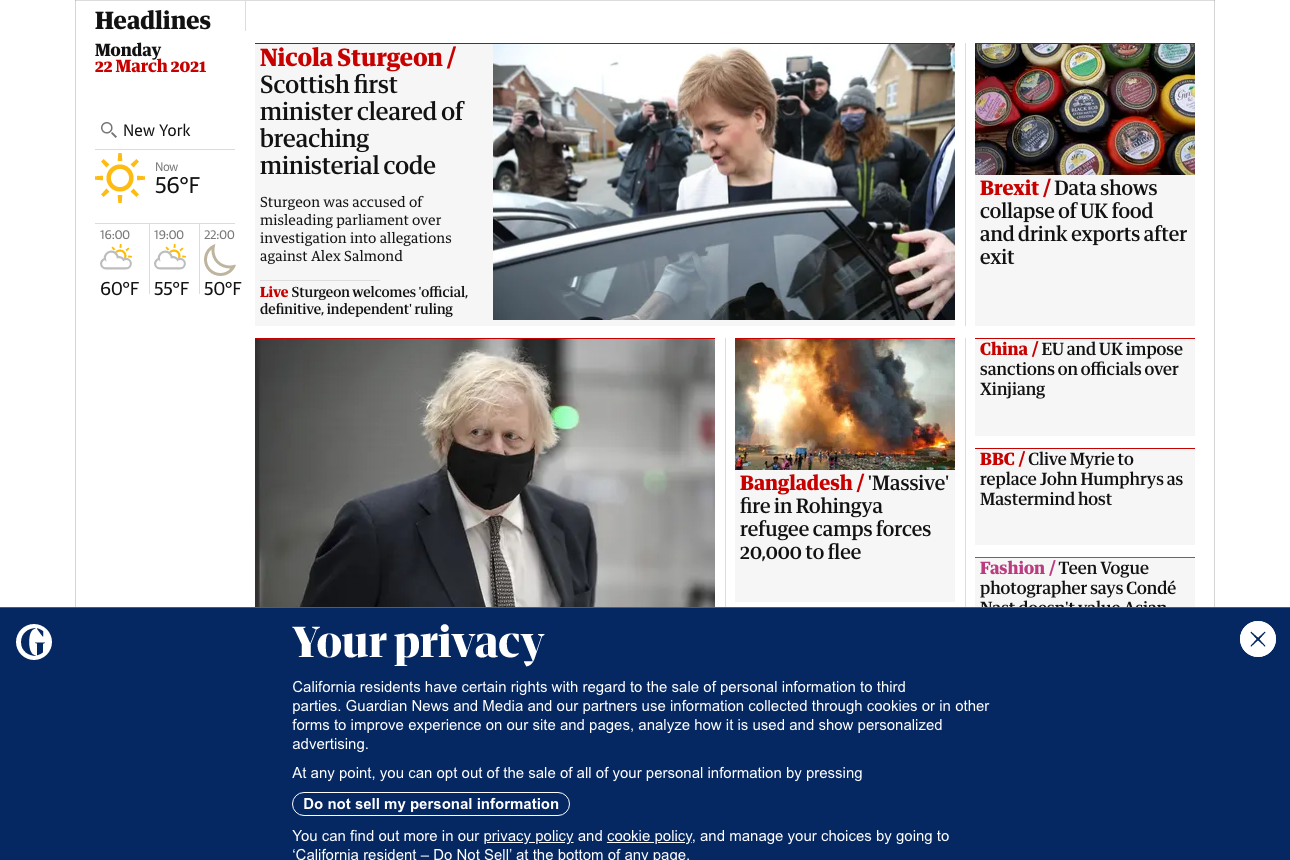 Headlines
Monday
22 March 2021
New York
Now
56°F
16:00
19:00
22:00
60°F
55°F
50°F
Nicola Sturgeon /
Scottish first
minister cleared of
breaching
ministerial code
Sturgeon was accused of
misleading parliament over
investigation into allegations
against Alex Salmond
Live Sturgeon welcomes 'official,
definitive, independent' ruling
Brexit / Data shows
collapse of UK food
and drink exports after
exit
Bangladesh / 'Massive'
fire in Rohingya
refugee camps forces
20,000 to flee
China / EU and UK impose
sanctions on officials over
Xinjiang
BBC / Clive Myrie to
replace John Humphrys as
Mastermind host
Fashion / Teen Vogue
photographer says Condé
Nast doesn't value Asian
G
Your privacy
California residents have certain rights with regard to the sale of personal information to third
parties. Guardian News and Media and our partners use information collected through cookies or in other
forms to improve experience on our site and pages, analyze how it is used and show personalized
advertising.
At any point, you can opt out of the sale of all of your personal information by pressing
Do not sell my personal information
You can find out more in our privacy policy and cookie policy, and manage your choices by going to
‘California resident – Do Not Sell’ at the bottom of any page.